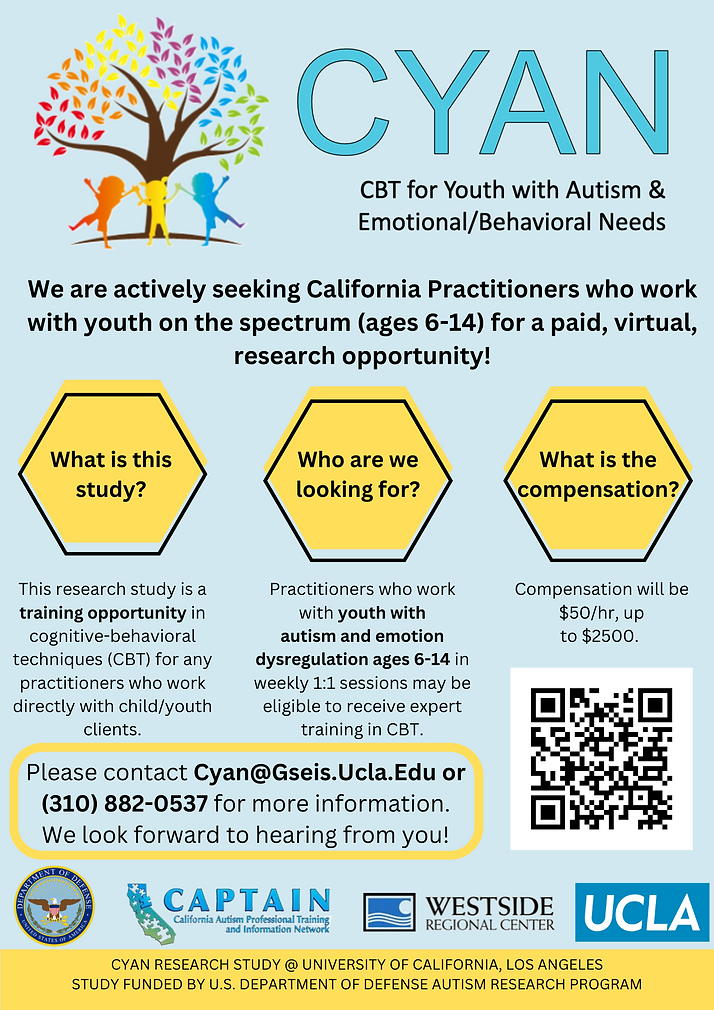 CYAN
CBT for Youth with Autism &
Emotional/Behavioral Needs
We are actively seeking California Practitioners who work
with youth on the spectrum (ages 6-14) for a paid, virtual,
research opportunity!
What is this
study?
This research study is a
training opportunity in
cognitive-behavioral
techniques (CBT) for any
practitioners who work
directly with child/youth
clients.
Who are we
looking for?
Practitioners who work
with youth with
autism and emotion
dysregulation ages 6-14 in
weekly 1:1 sessions may be
eligible to receive expert
training in CBT.
What is the
compensation?
Compensation will be
$50/hr, up
to $2500.
Please contact Cyan@Gseis.Ucla.Edu or
(310) 882-0537 for more information.
We look forward to hearing from you!
DEPARTMENT OF DEFENSE
UNITED STATES OF AMERICA
CAPTAIN
California Autism Professional Training
and Information Network
WESTSIDE
REGIONAL CENTER
UCLA
CYAN RESEARCH STUDY @ UNIVERSITY OF CALIFORNIA, LOS ANGELES
STUDY FUNDED BY U.S. DEPARTMENT OF DEFENSE AUTISM RESEARCH PROGRAM